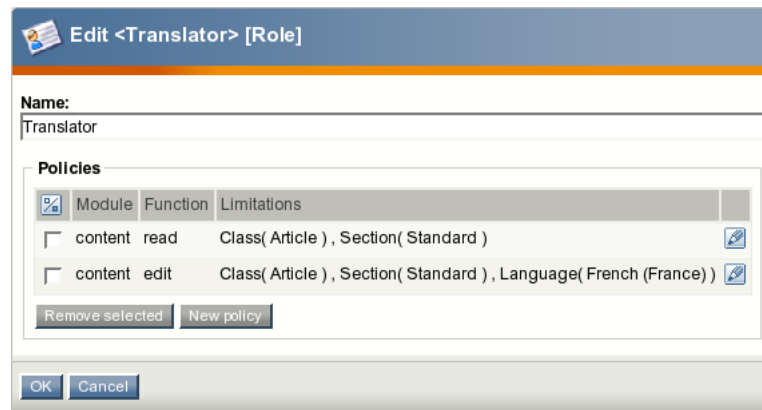 Edit <Translator> [Role]
Name:
Translator
Policies
Module Function Limitations
content read Class( Article ) , Section( Standard )
content edit Class( Article ) , Section( Standard ) , Language( French (France) )
Remove selected New policy
OK Cancel